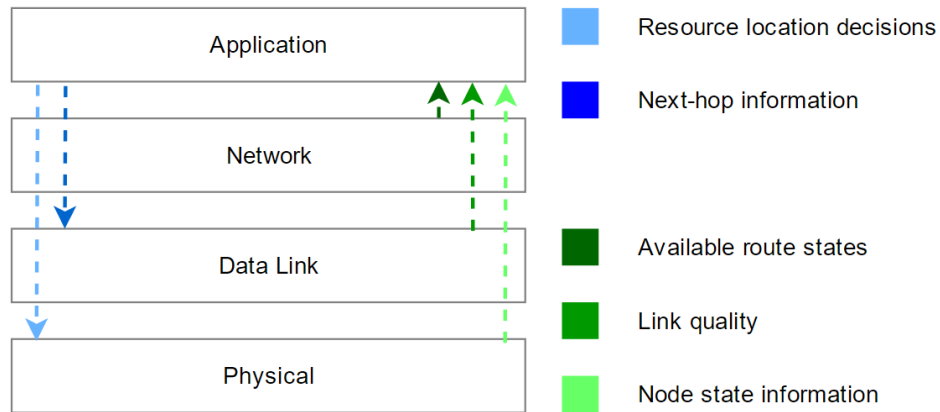 Application
Network
Data Link
Physical
Resource location decisions
Next-hop information
Available route states
Link quality
Node state information